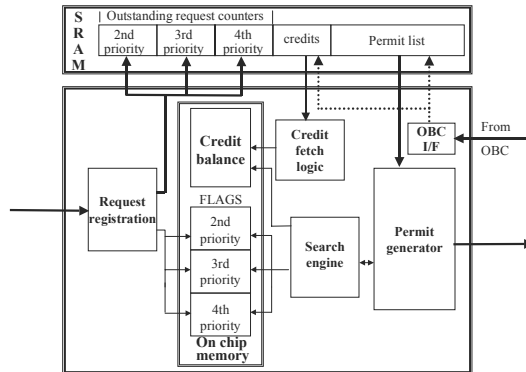 S
R
A
M
Outstanding request counters
2nd
priority
3rd
priority
4th
priority
credits
Permit list
Credit
balance
Credit
fetch
logic
OBC
I/F
From
OBC
Request
registration
FLAGS
2nd
priority
3rd
priority
4th
priority
Search
engine
Permit
generator
On chip
memory